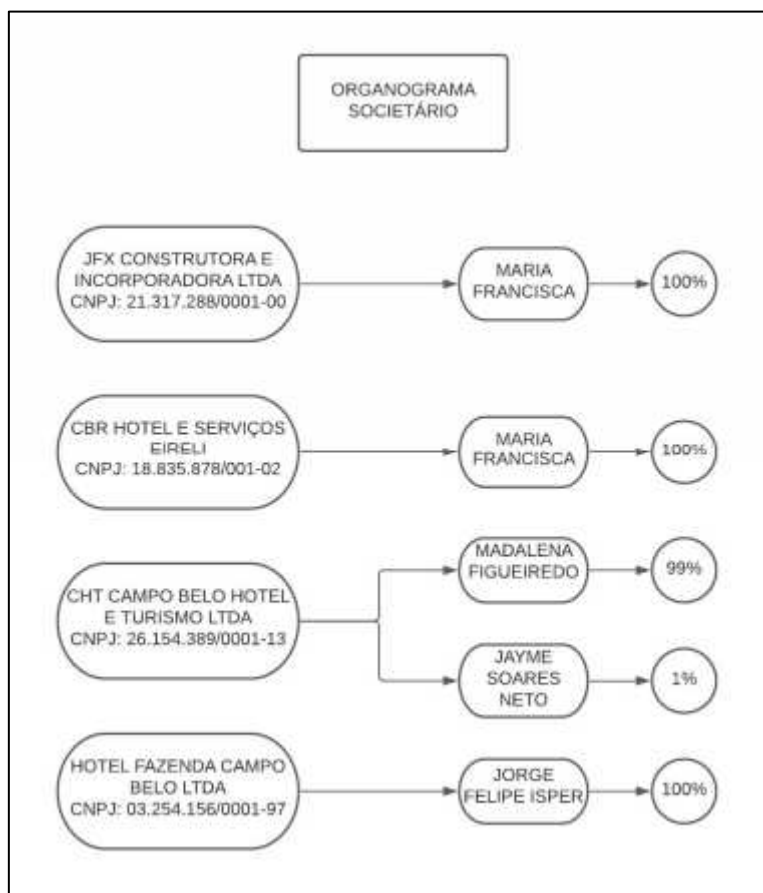 ORGANOGRAMA
SOCIETÁRIO
JFX CONSTRUTORA E
INCORPORADORA LTDA
CNPJ: 21.317.288/0001-00
MARIA
FRANCISCA
100%
CBR HOTEL E SERVIÇOS
EIRELI
CNPJ: 18.835.878/001-02
MARIA
FRANCISCA
100%
CHT CAMPO BELO HOTEL
E TURISMO LTDA
CNPJ: 26.154.389/0001-13
MADALENA
FIGUEIREDO
99%
JAYME
SOARES
NETO
1%
HOTEL FAZENDA CAMPO
BELO LTDA
CNPJ: 03.254.156/0001-97
JORGE
FELIPE ISPER
100%